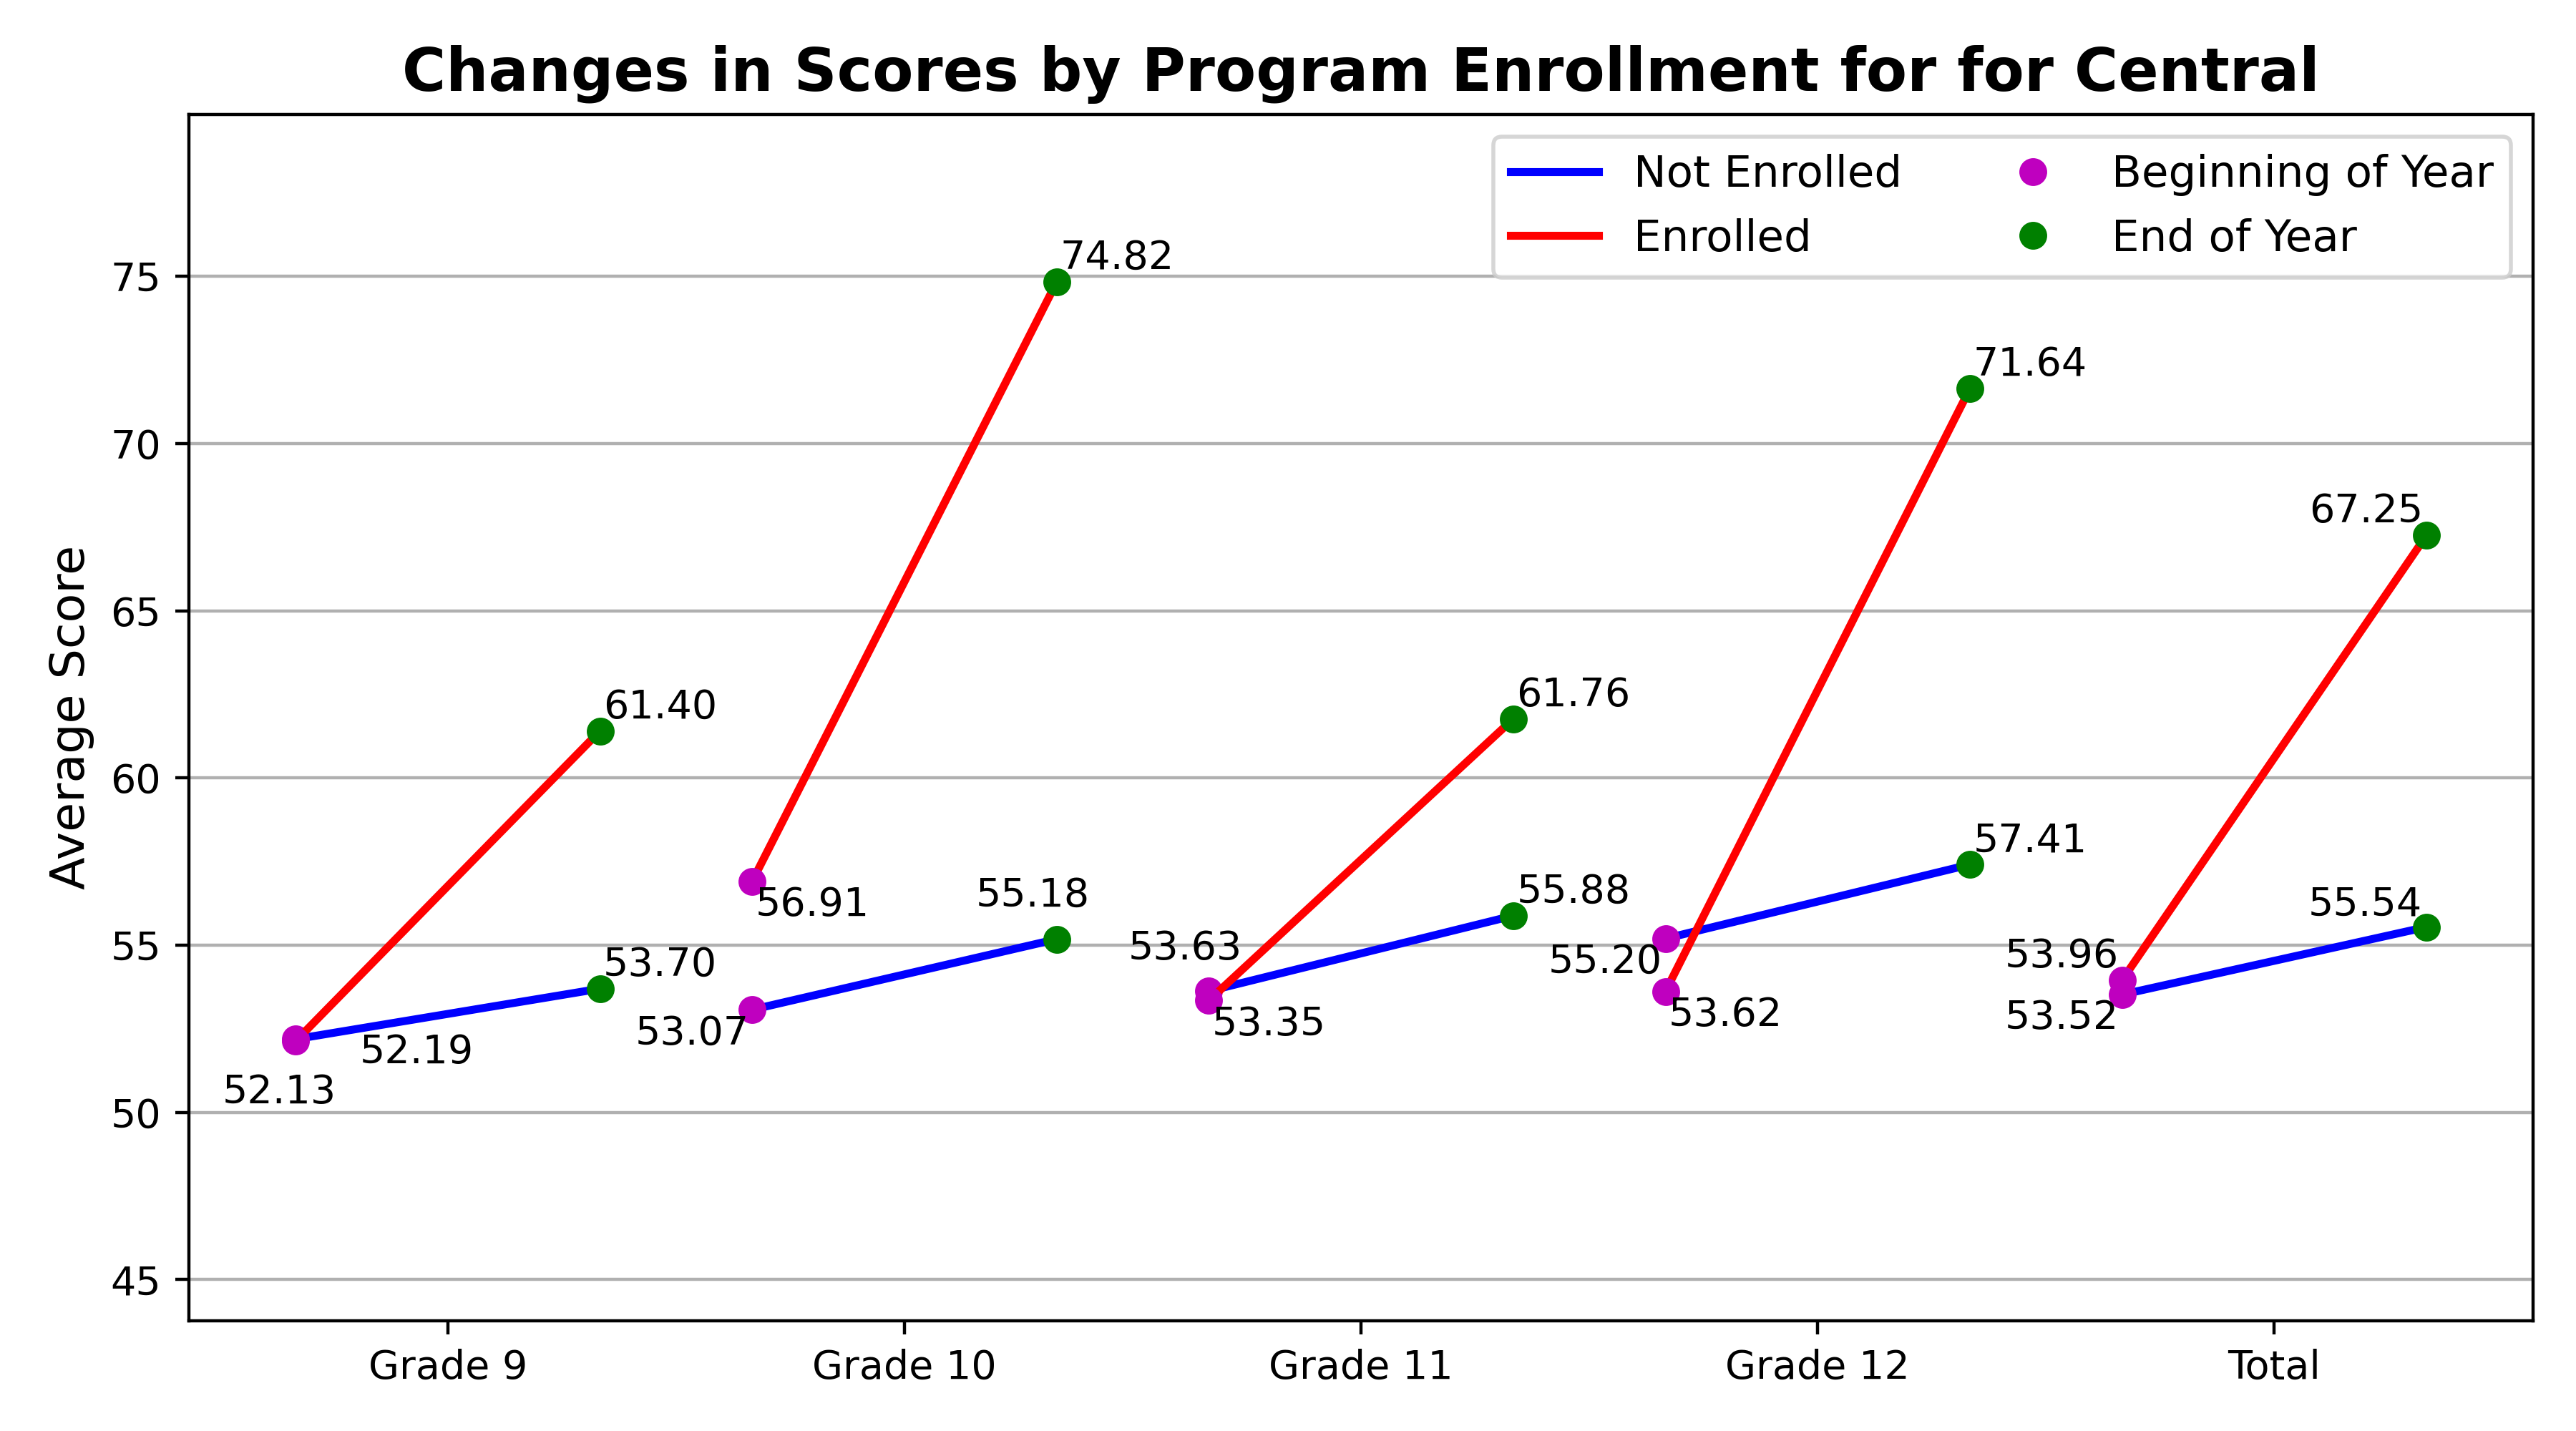 Changes in Scores by Program Enrollment for for Central
Not Enrolled
Enrolled
Beginning of Year
End of Year
Average Score
75
70
65
60
55
50
45
61.40
53.70
52.19
52.13
74.82
56.91
55.18
53.07
61.76
55.88
53.63
53.35
71.64
57.41
55.20
53.62
67.25
55.54
53.96
53.52
Grade 9
Grade 10
Grade 11
Grade 12
Total